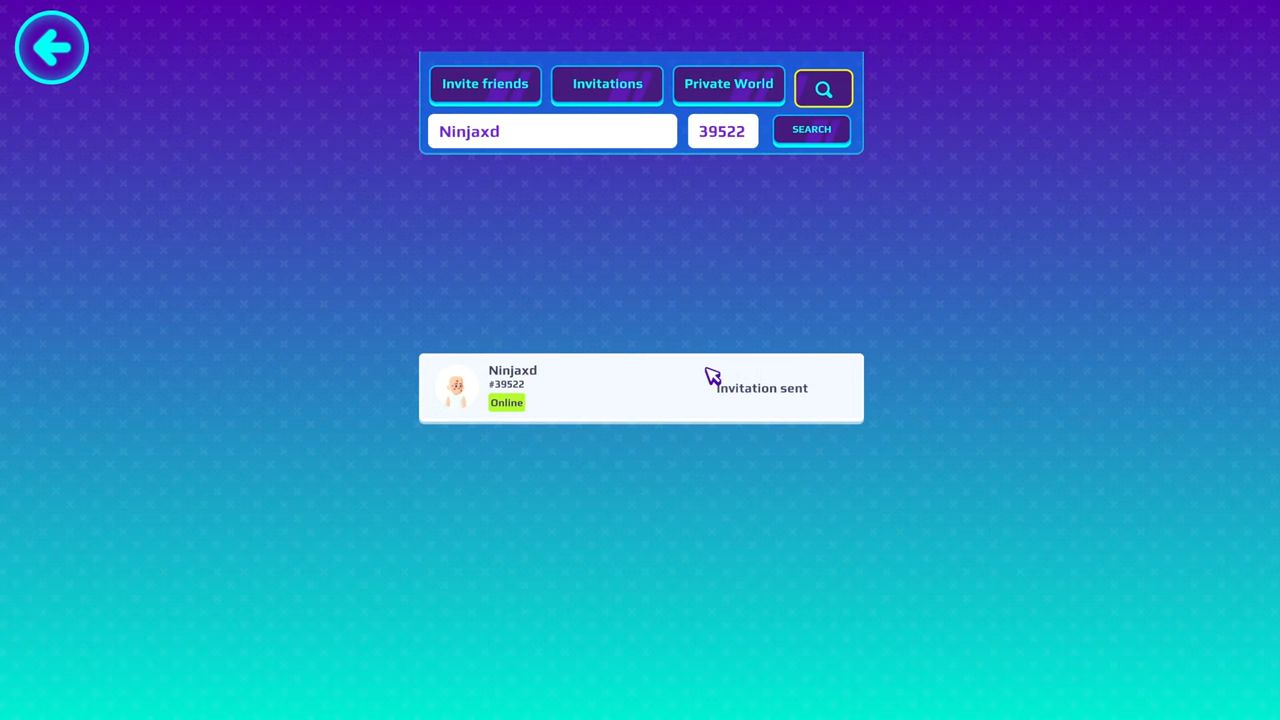 Invite friends
Invitations
Private World
Ninjaxd
39522
SEARCH
Ninjaxd
#39522
Online
Invitation sent